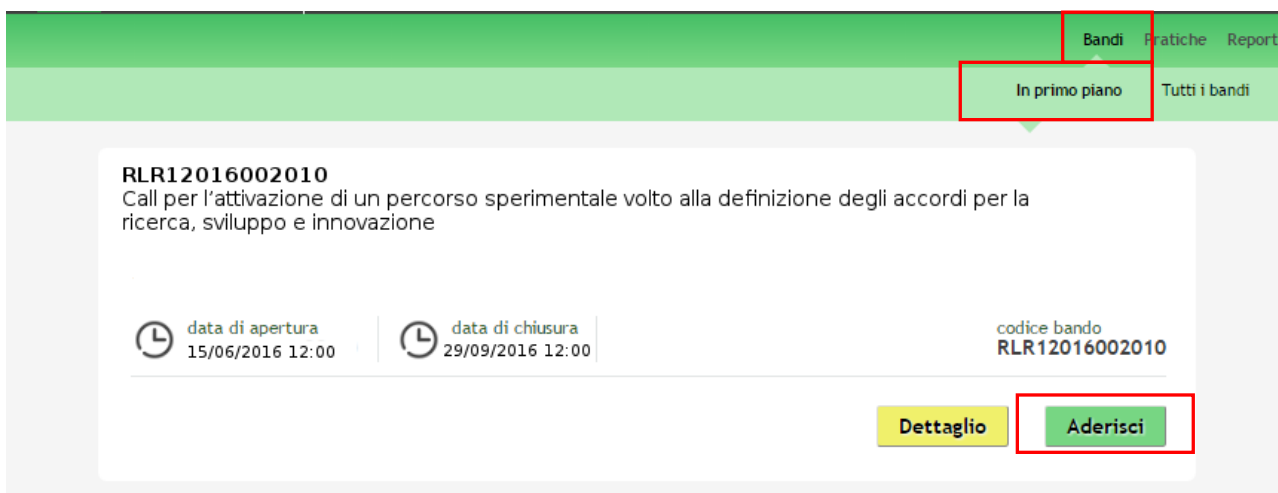 Bandi Pratiche Report
In primo piano Tutti i bandi
RLR12016002010
Call per l'attivazione di un percorso sperimentale volto alla definizione degli accordi per la
ricerca, sviluppo e innovazione
data di apertura
15/06/2016 12:00
data di chiusura
29/09/2016 12:00
codice bando
RLR12016002010
Dettaglio Aderisci